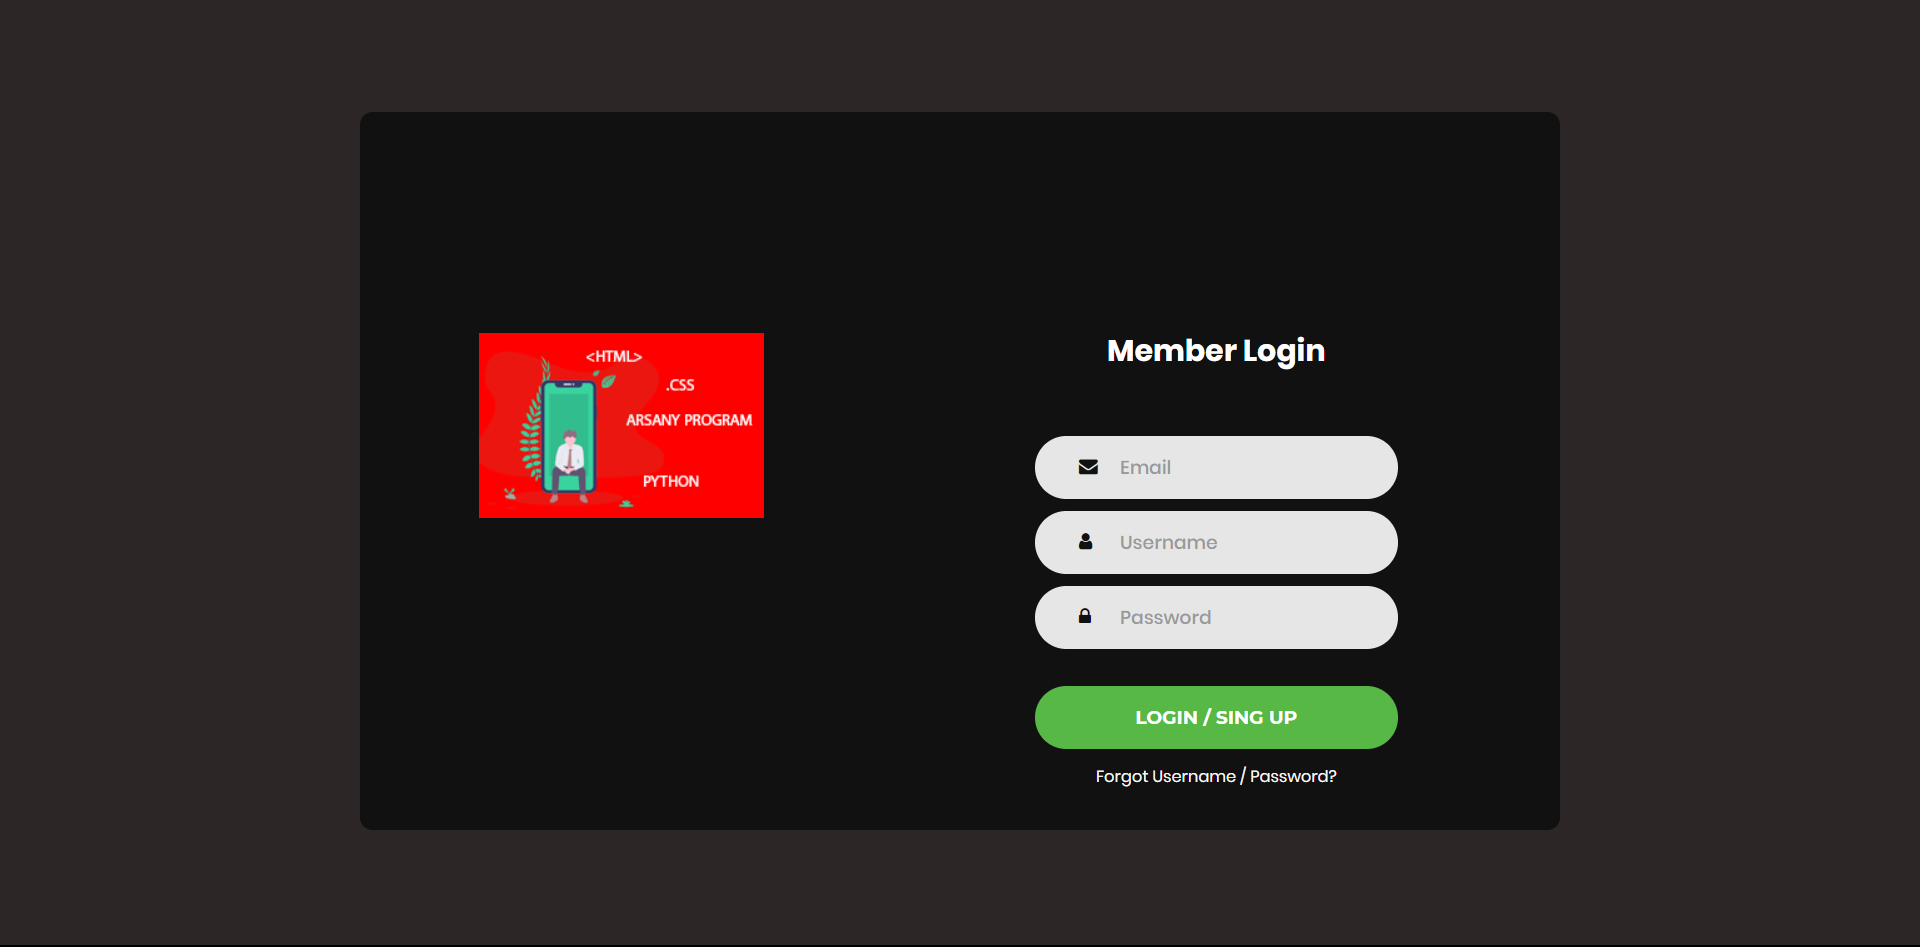 <HTML>
.CSS
ARSANY PROGRAM
PYTHON
Member Login
Email
Username
Password
LOGIN / SING UP
Forgot Username / Password?